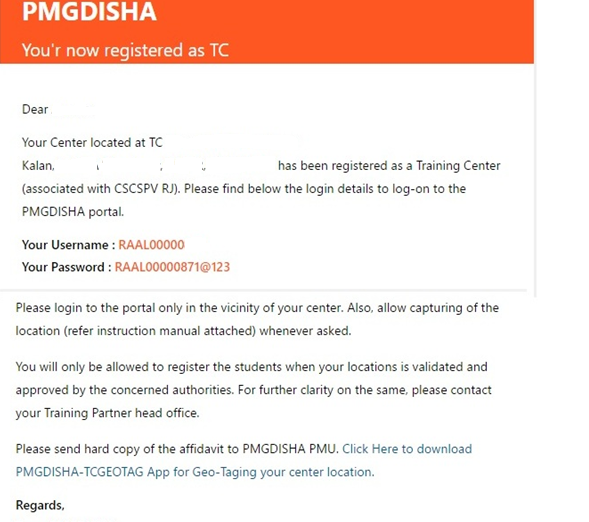 PMGDISHA
You'r now registered as TC
Dear
Your Center located at TC
Kalan, has been registered as a Training Center
(associated with CSCSPV RJ). Please find below the login details to log-on to the
PMGDISHA portal.
Your Username : RAAL00000
Your Password : RAAL00000871@123
Please login to the portal only in the vicinity of your center. Also, allow capturing of the
location (refer instruction manual attached) whenever asked.
You will only be allowed to register the students when your locations is validated and
approved by the concerned authorities. For further clarity on the same, please contact
your Training Partner head office.
Please send hard copy of the affidavit to PMGDISHA PMU. Click Here to download
PMGDISHA-TCGEOTAG App for Geo-Taging your center location.
Regards,